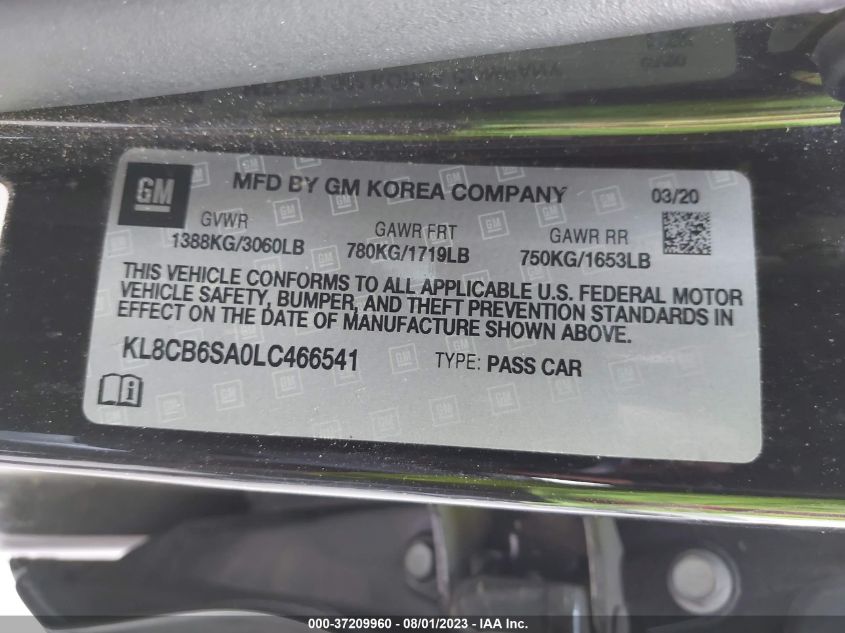 GM
MFD BY GM KOREA COMPANY
03/20
GVWR
1388KG/3060LB
GAWR FRT
780KG/1719LB
GAWR RR
750KG/1653LB
THIS VEHICLE CONFORMS TO ALL APPLICABLE U.S. FEDERAL MOTOR
VEHICLE SAFETY, BUMPER, AND THEFT PREVENTION STANDARDS IN
EFFECT ON THE DATE OF MANUFACTURE SHOWN ABOVE.
KL8CB6SA0LC466541
TYPE: PASS CAR
000-37209960 - 08/01/2023 - IAA Inc.